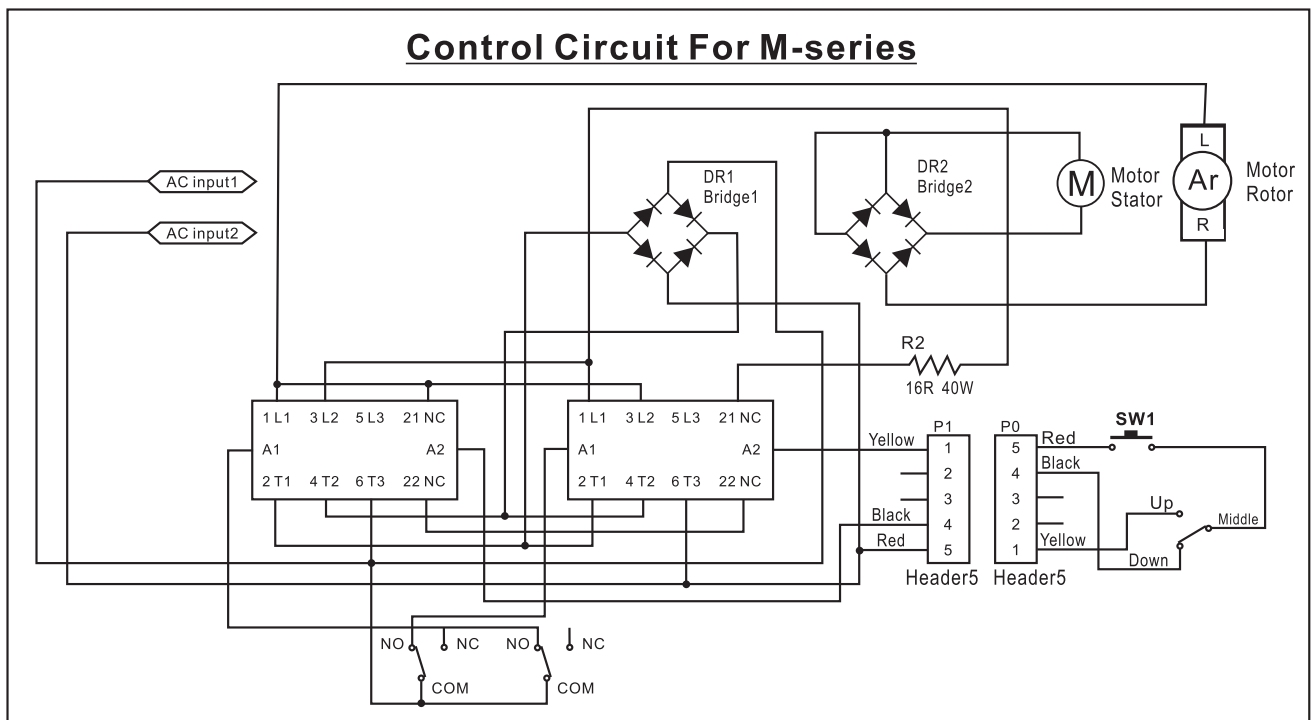 Control Circuit For M-series
AC input1
AC input2
DR1
Bridge1
DR2
Bridge2
M
Motor
Stator
L
Ar
R
Motor
Rotor
R2
16R 40W
1 L1 3 L2 5 L3 21 NC
A1 A2
2 T1 4 T2 6 T3 22 NC
1 L1 3 L2 5 L3 21 NC
A1 A2
2 T1 4 T2 6 T3 22 NC
Yellow
Black
Red
P1
1
2
3
4
5
Header5
P0
5
4
3
2
1
Header5
Red
Black
Yellow
SW1
Up
Middle
Down
NO NC NO NC
COM COM